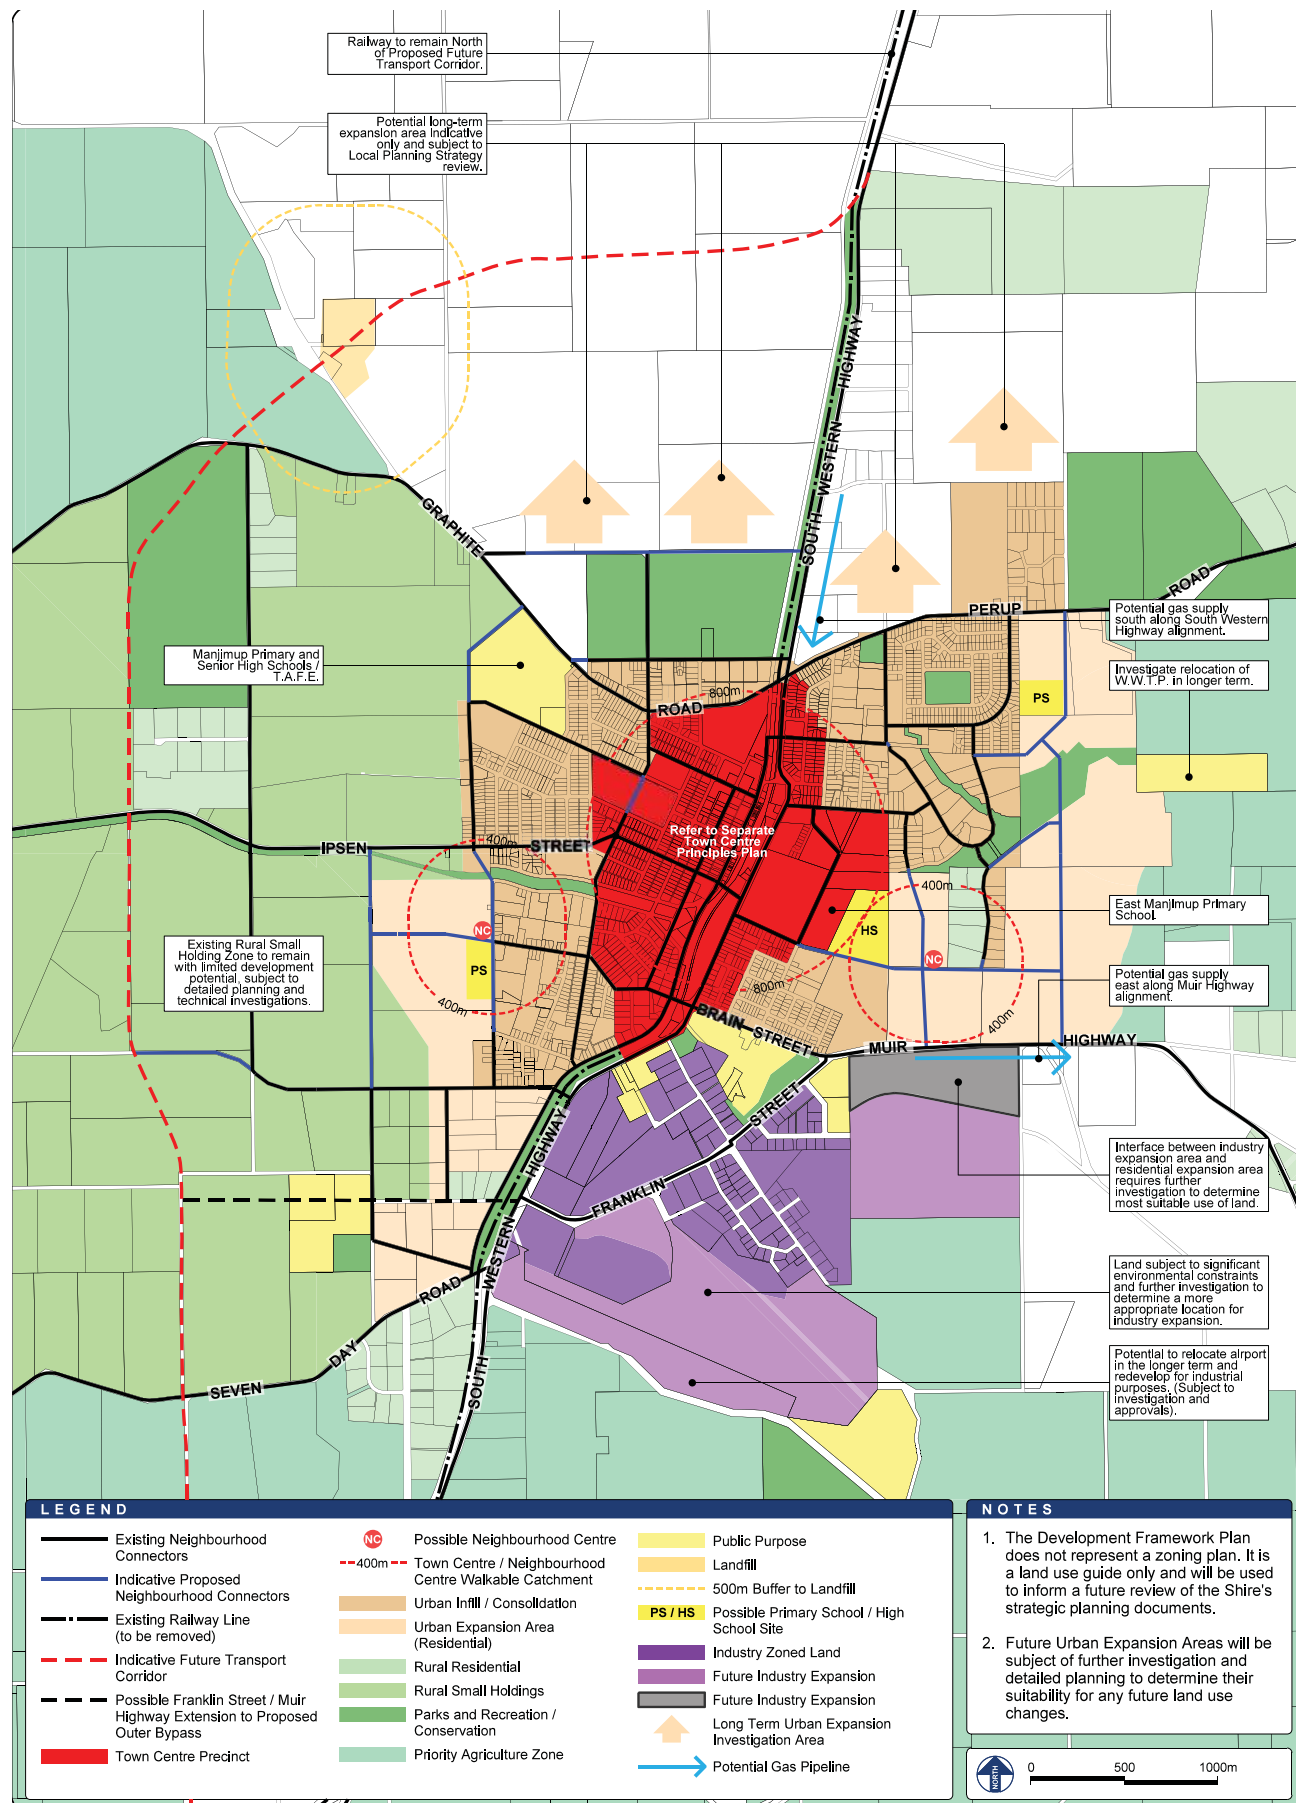 Railway to remain North
of Proposed Future
Transport Corridor.
Potential long-term
expansion area indicative
only and subject to
Local Planning Strategy
review.
SOUTH WESTERN HIGHWAY
GRAPHITE
ROAD
PERUP
ROAD
Potential gas supply
south along South Western
Highway alignment.
Investigate relocation of
W.W.T.P. in longer term.
Manjimup Primary and
Senior High Schools /
T.A.F.E.
800m
PS
Refer to Separate
Town Centre
Principles Plan
IPSEN
STREET
400m
400m
East Manjimup Primary
School.
HS
NC
NC
PS
Existing Rural Small
Holding Zone to remain
with limited development
potential, subject to
detailed planning and
technical investigations.
Potential gas supply
east along Muir Highway
alignment.
800m
400m
400m
BRAIN STREET
MUIR
HIGHWAY
STREET
FRANKLIN
HIGHWAY
WESTERN
SOUTH
Interface between industry
expansion area and
residential expansion area
requires further
investigation to determine
most suitable use of land.
Land subject to significant
environmental constraints
and further investigation to
determine a more
appropriate location for
industry expansion.
Potential to relocate airport
in the longer term and
redevelop for industrial
purposes. (Subject to
investigation and
approvals).
SEVEN
DAY
ROAD
LEGEND
Existing Neighbourhood
Connectors
Indicative Proposed
Neighbourhood Connectors
Existing Railway Line
(to be removed)
Indicative Future Transport
Corridor
Possible Franklin Street / Muir
Highway Extension to Proposed
Outer Bypass
Town Centre Precinct
NC Possible Neighbourhood Centre
400m Town Centre / Neighbourhood
Centre Walkable Catchment
Urban Infill / Consolidation
Urban Expansion Area
(Residential)
Rural Residential
Rural Small Holdings
Parks and Recreation /
Conservation
Priority Agriculture Zone
Public Purpose
Landfill
500m Buffer to Landfill
PS / HS Possible Primary School / High
School Site
Industry Zoned Land
Future Industry Expansion
Future Industry Expansion
Long Term Urban Expansion
Investigation Area
Potential Gas Pipeline
NOTES
1. The Development Framework Plan
does not represent a zoning plan. It is
a land use guide only and will be used
to inform a future review of the Shire's
strategic planning documents.
2. Future Urban Expansion Areas will be
subject of further investigation and
detailed planning to determine their
suitability for any future land use
changes.
NORTH
0 500 1000m